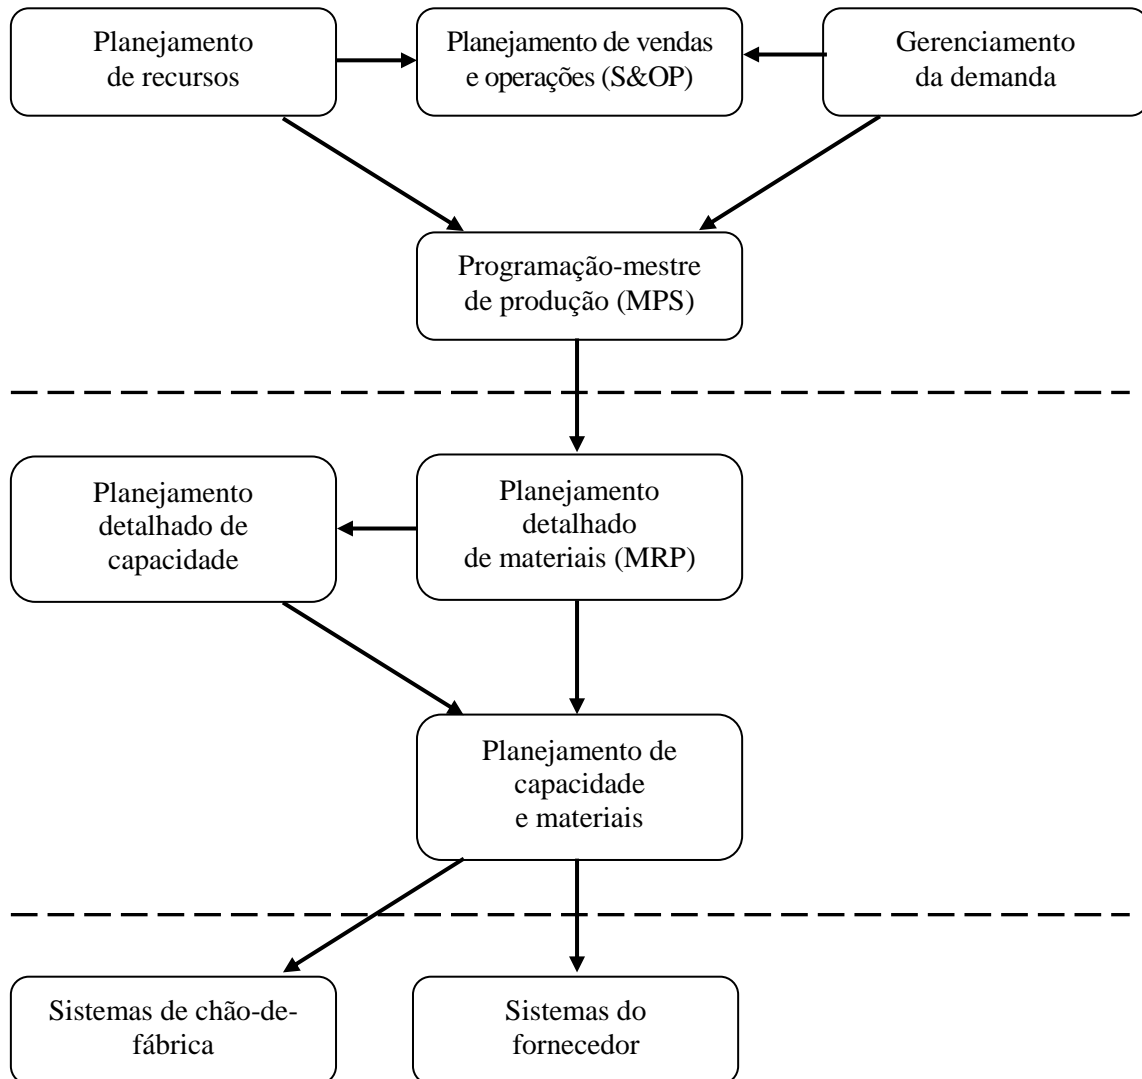 Planejamento
de recursos
Planejamento de vendas
e operações (S&OP)
Gerenciamento
da demanda
Programação-mestre
de produção (MPS)
Planejamento
detalhado de
capacidade
Planejamento
detalhado
de materiais (MRP)
Planejamento de
capacidade
e materiais
Sistemas de chão-de-
fábrica
Sistemas do
fornecedor